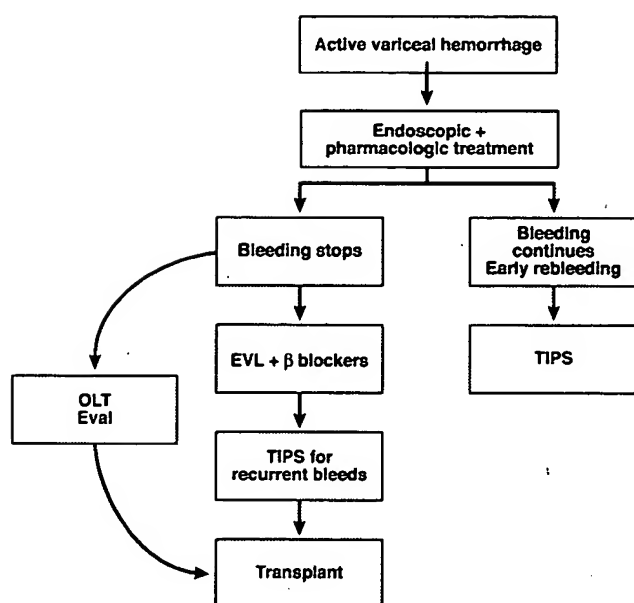 Active variceal hemorrhage
Endoscopic +
pharmacologic treatment
Bleeding stops
Bleeding
continues
Early rebleeding
EVL + β blockers
TIPS
OLT
Eval
TIPS for
recurrent bleeds
Transplant